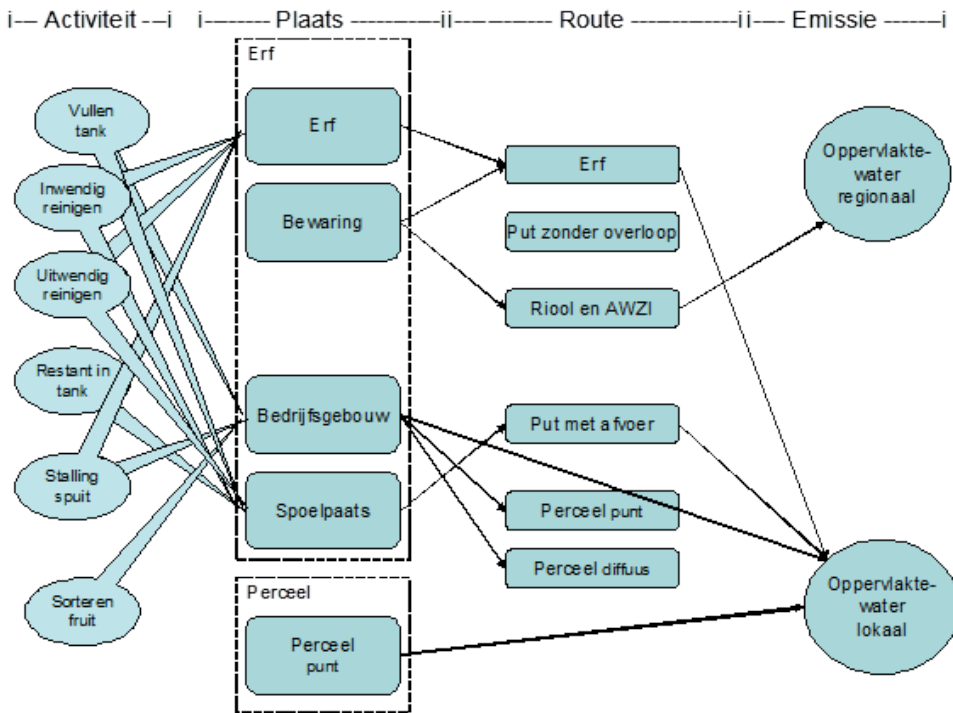 i---- Activiteit ---i i-------- Plaats ----------ii ---------- Route -----------ii ----- Emissie -------i
Erf
Vullen
tank
Inwendig
reinigen
Uitwendig
reinigen
Restant in
tank
Stalling
spuit
Sorteren
fruit
Erf
Bewaring
Bedrijfsgebouw
Spoelpaats
Perceel
Perceel
punt
Erf
Put zonder overloop
Riool en AWZI
Put met afvoer
Perceel punt
Perceel diffuus
Oppervlakte-
water
regionaal
Oppervlakte-
water
lokaal